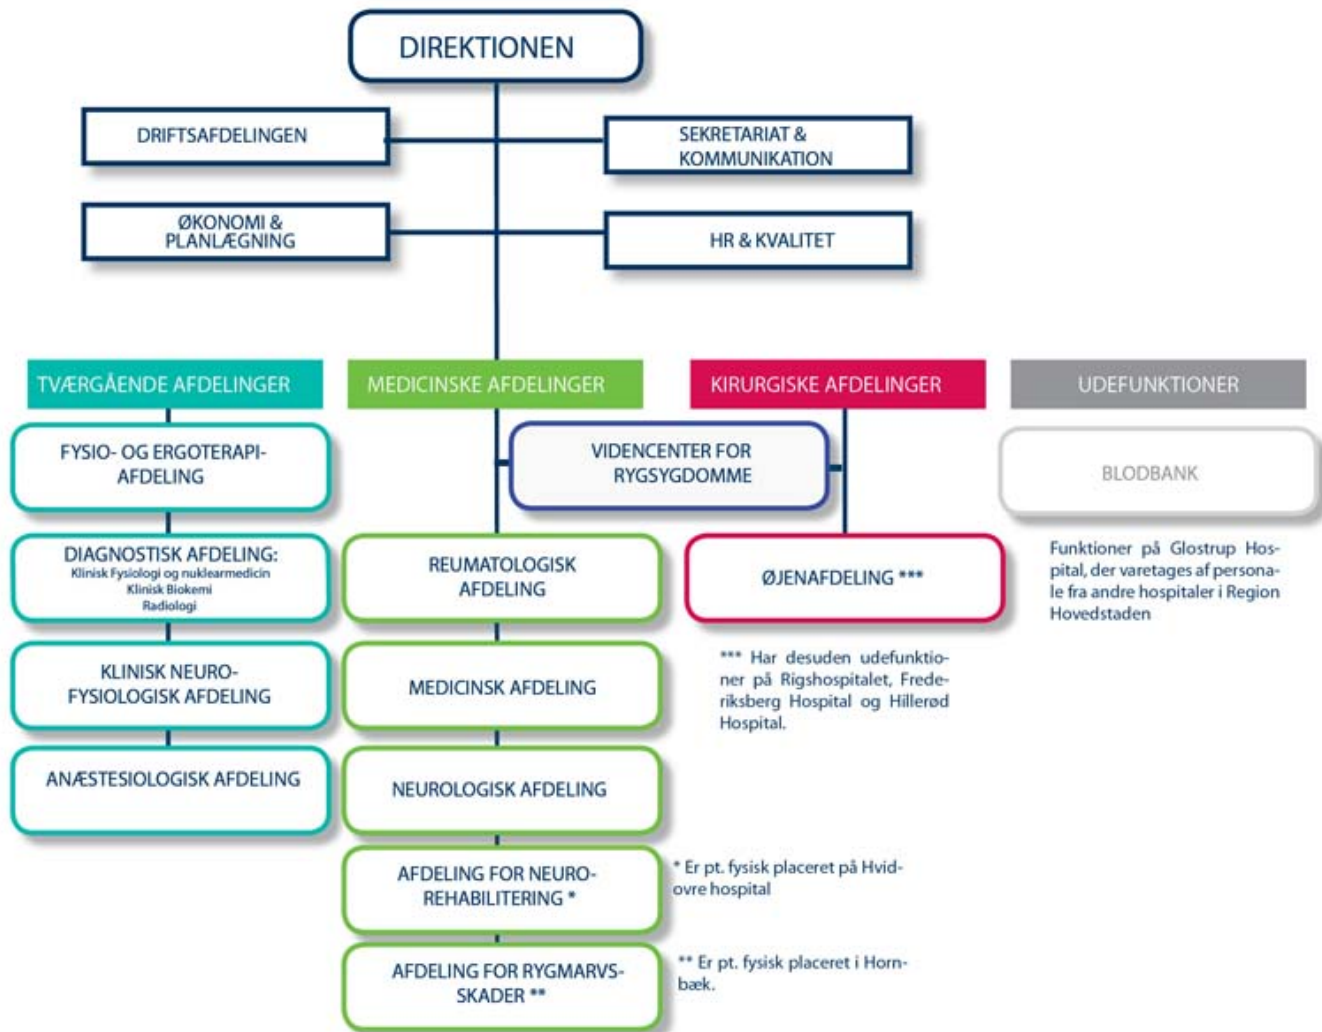 DIREKTIONEN
DRIFTSAFDELINGEN
SEKRETARIAT &
KOMMUNIKATION
ØKONOMI &
PLANLÆGNING
HR & KVALITET
TVÆRGÅENDE AFDELINGER
MEDICINSKE AFDELINGER
KIRURGISKE AFDELINGER
UDEFUNKTIONER
FYSIO- OG ERGOTERAPI-
AFDELING
VIDENCENTER FOR
RYGSYGDOMME
BLODBANK
DIAGNOSTISK AFDELING:
Klinisk Fysiologi og nuklearmedicin
Klinisk Biokemi
Radiologi
REUMATOLOGISK
AFDELING
ØJENAFDELING ***
Funktioner på Glostrup Hos-
pital, der varetages af persona-
le fra andre hospitaler i Region
Hovedstaden
KLINISK NEURO-
FYSIOLOGISK AFDELING
MEDICINSK AFDELING
*** Har desuden udefunktio-
ner på Rigshospitalet, Frede-
riksberg Hospital og Hillerød
Hospital.
ANÆSTESIOLOGISK AFDELING
NEUROLOGISK AFDELING
AFDELING FOR NEURO-
REHABILITERING *
* Er pt. fysisk placeret på Hvid-
ovre hospital
AFDELING FOR RYGMARVS-
SKADER **
** Er pt. fysisk placeret i Horn-
bæk.